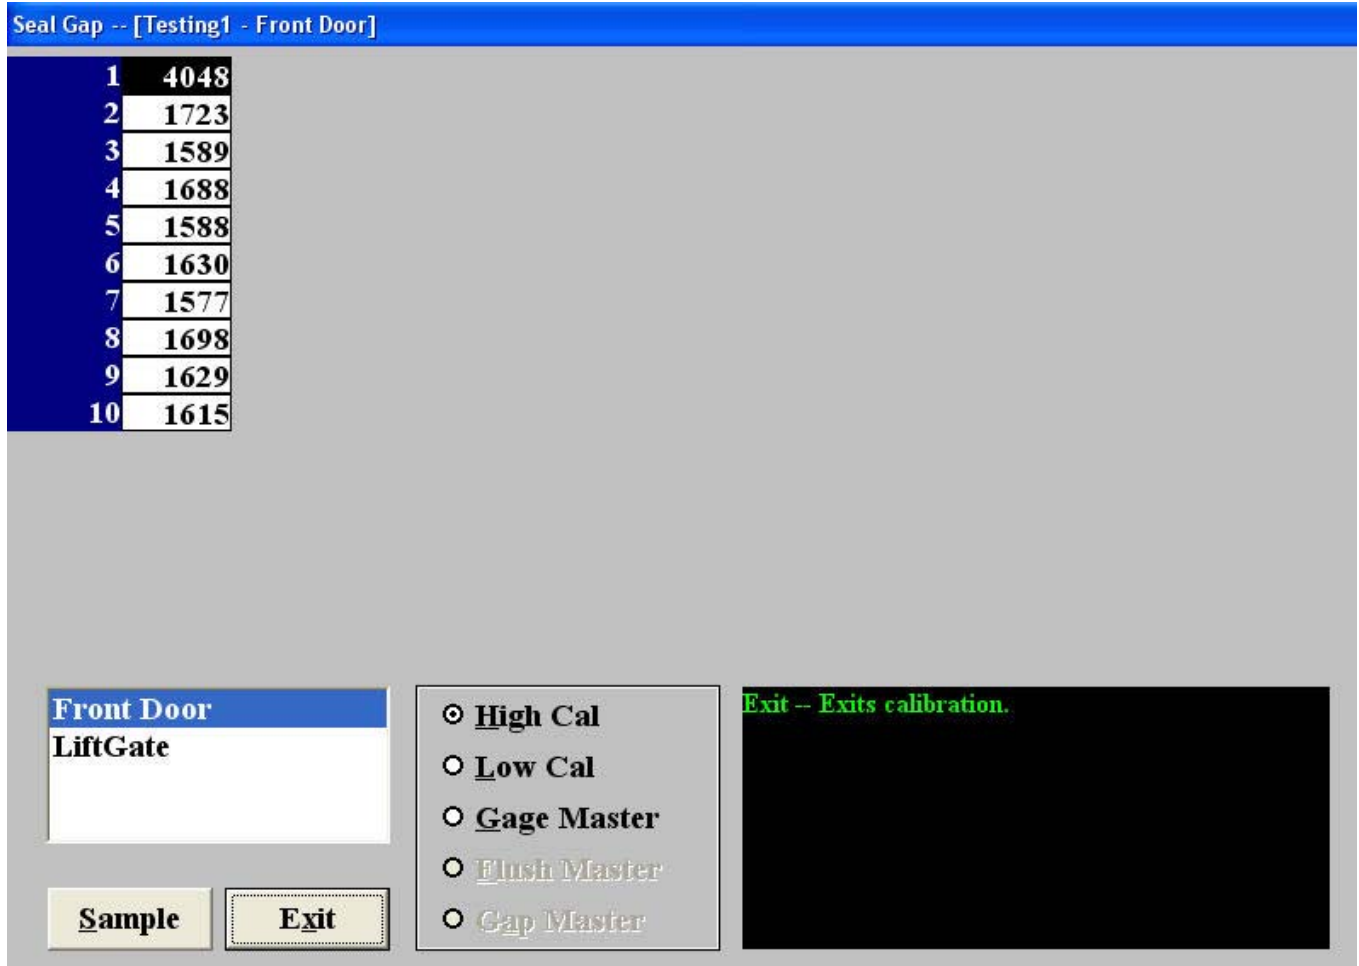 Seal Gap -- [Testing1 - Front Door]
1 4048
2 1723
3 1589
4 1688
5 1588
6 1630
7 1577
8 1698
9 1629
10 1615
Front Door
LiftGate
Sample
Exit
High Cal
Low Cal
Gage Master
Flush Master
Gap Master
Exit -- Exits calibration.